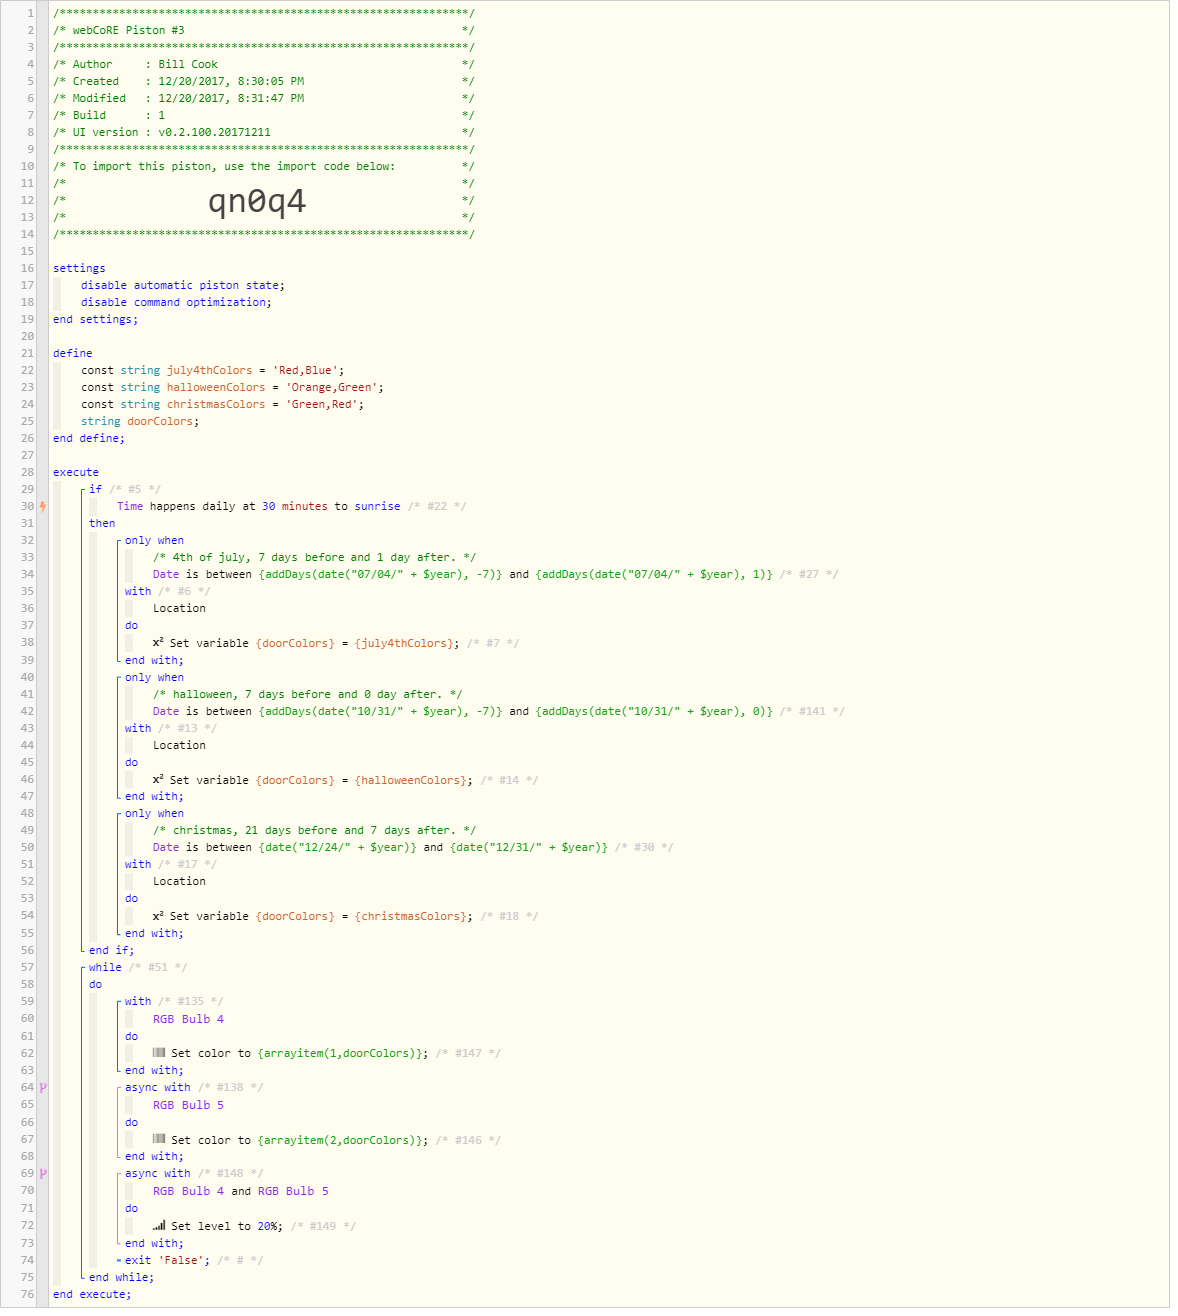 1 /**************************************************************/
2 /* webCoRE Piston #3 */
3 /**************************************************************/
4 /* Author : Bill Cook */
5 /* Created : 12/20/2017, 8:30:05 PM */
6 /* Modified : 12/20/2017, 8:31:47 PM */
7 /* Build : 1 */
8 /* UI version : v0.2.100.20171211 */
9 /**************************************************************/
10 /* To import this piston, use the import code below: */
11 /* */
12 /* qn0q4 */
13 /* */
14 /**************************************************************/
15
16 settings
17 disable automatic piston state;
18 disable command optimization;
19 end settings;
20
21 define
22 const string july4thColors = 'Red,Blue';
23 const string halloweenColors = 'Orange,Green';
24 const string christmasColors = 'Green,Red';
25 string doorColors;
26 end define;
27
28 execute
29 if /* #5 */
30 Time happens daily at 30 minutes to sunrise /* #22 */
31 then
32 only when
33 /* 4th of july, 7 days before and 1 day after. */
34 Date is between {addDays(date("07/04/" + $year), -7)} and {addDays(date("07/04/" + $year), 1)} /* #27 */
35 with /* #6 */
36 Location
37 do
38 x² Set variable {doorColors} = {july4thColors}; /* #7 */
39 end with;
40 only when
41 /* halloween, 7 days before and 0 day after. */
42 Date is between {addDays(date("10/31/" + $year), -7)} and {addDays(date("10/31/" + $year), 0)} /* #141 */
43 with /* #13 */
44 Location
45 do
46 x² Set variable {doorColors} = {halloweenColors}; /* #14 */
47 end with;
48 only when
49 /* christmas, 21 days before and 7 days after. */
50 Date is between {date("12/24/" + $year)} and {date("12/31/" + $year)} /* #30 */
51 with /* #17 */
52 Location
53 do
54 x² Set variable {doorColors} = {christmasColors}; /* #18 */
55 end with;
56 end if;
57 while /* #51 */
58 do
59 with /* #135 */
60 RGB Bulb 4
61 do
62 Set color to {arrayitem(1,doorColors)}; /* #147 */
63 end with;
64 async with /* #138 */
65 RGB Bulb 5
66 do
67 Set color to {arrayitem(2,doorColors)}; /* #146 */
68 end with;
69 async with /* #148 */
70 RGB Bulb 4 and RGB Bulb 5
71 do
72 Set level to 20%; /* #149 */
73 end with;
74 exit 'False'; /* # */
75 end while;
76 end execute;